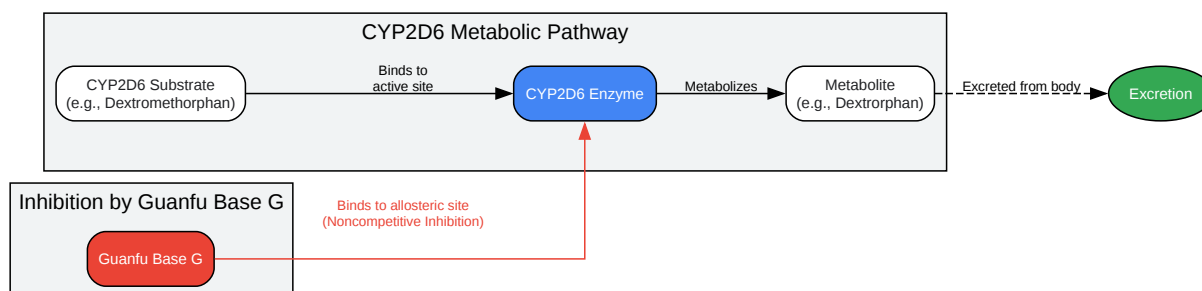 CYP2D6 Metabolic Pathway
CYP2D6 Substrate
(e.g., Dextromethorphan)
Binds to
active site
CYP2D6 Enzyme
Metabolizes
Metabolite
(e.g., Dextrorphan)
Excreted from body
Excretion
Inhibition by Guanfu Base G
Binds to allosteric site
(Noncompetitive Inhibition)
Guanfu Base G